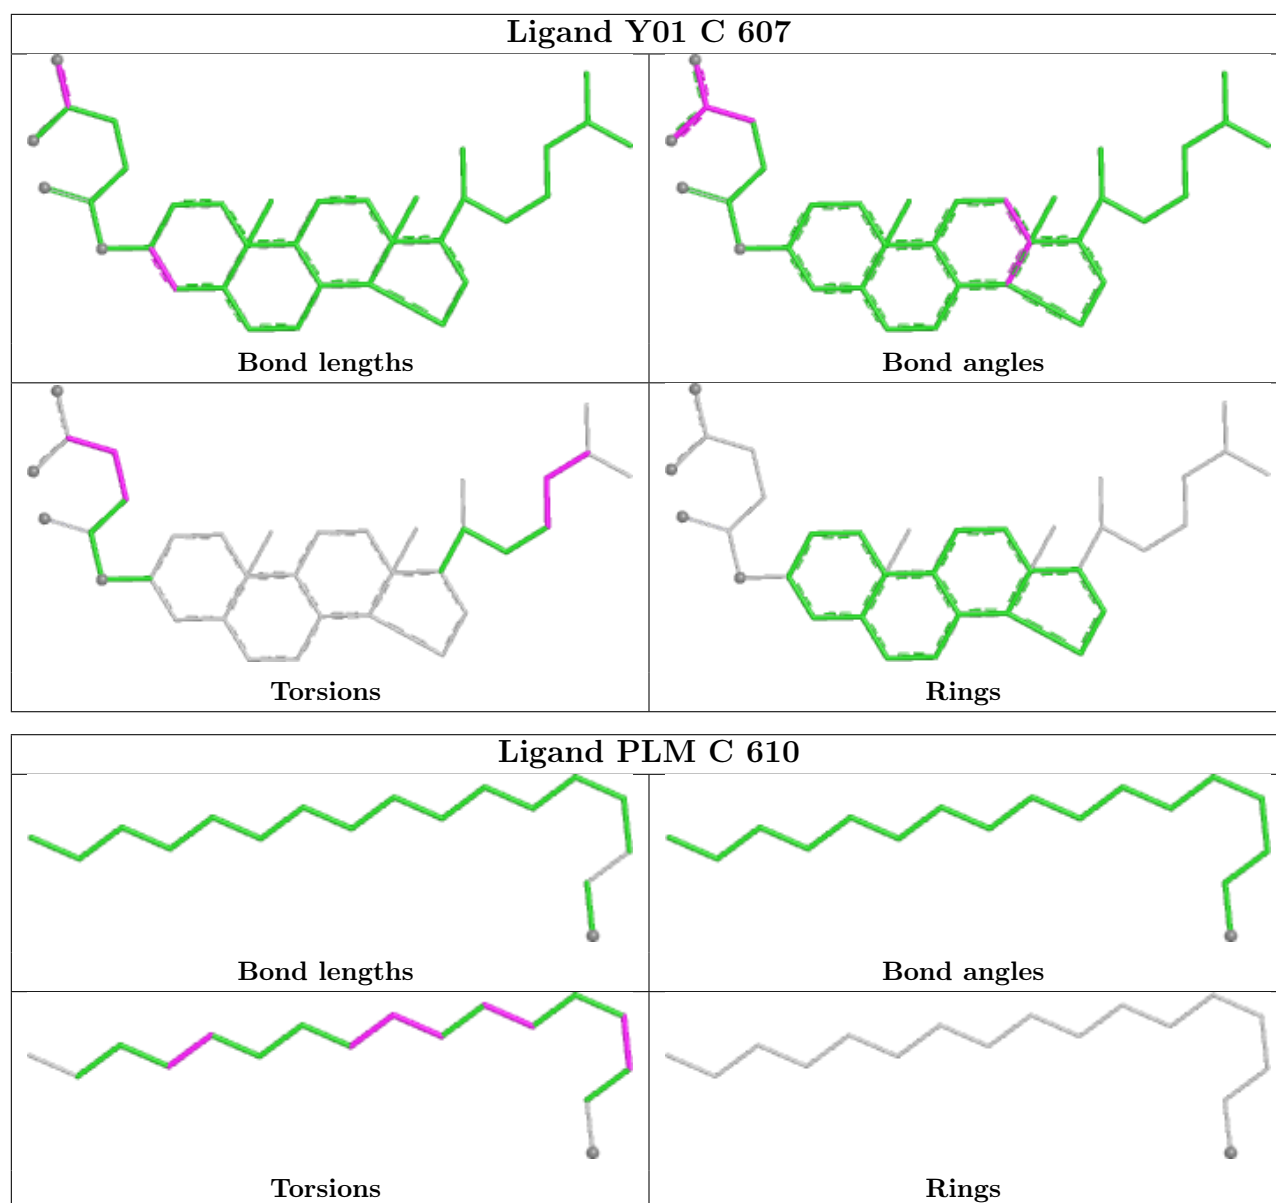 Ligand Y01 C 607
Bond lengths
Bond angles
Torsions
Rings
Ligand PLM C 610
Bond lengths
Bond angles
Torsions
Rings